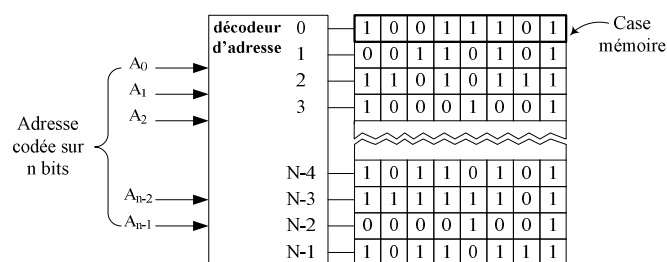 décodeur
d'adresse
0 1 0 0 1 1 1 0 1
1 0 0 1 1 0 1 0 1
2 1 1 0 1 0 1 1 1
3 1 0 0 0 1 0 0 1
N-4 1 0 1 1 0 1 0 1
N-3 1 1 1 1 1 1 0 1
N-2 0 0 0 0 1 0 0 1
N-1 1 0 1 1 0 1 1 1
Case
mémoire
A0
A1
A2
An-2
An-1
Adresse
codée sur
n bits